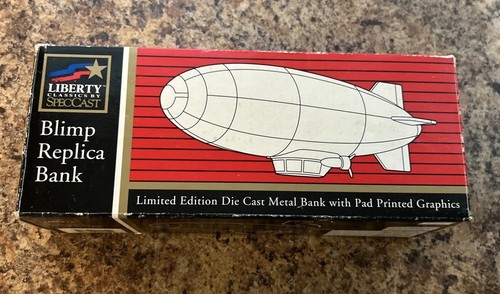 LIBERTY
CLASSICS BY
SPECCAST
Blimp
Replica
Bank
Limited Edition Die Cast Metal Bank with Pad Printed Graphics